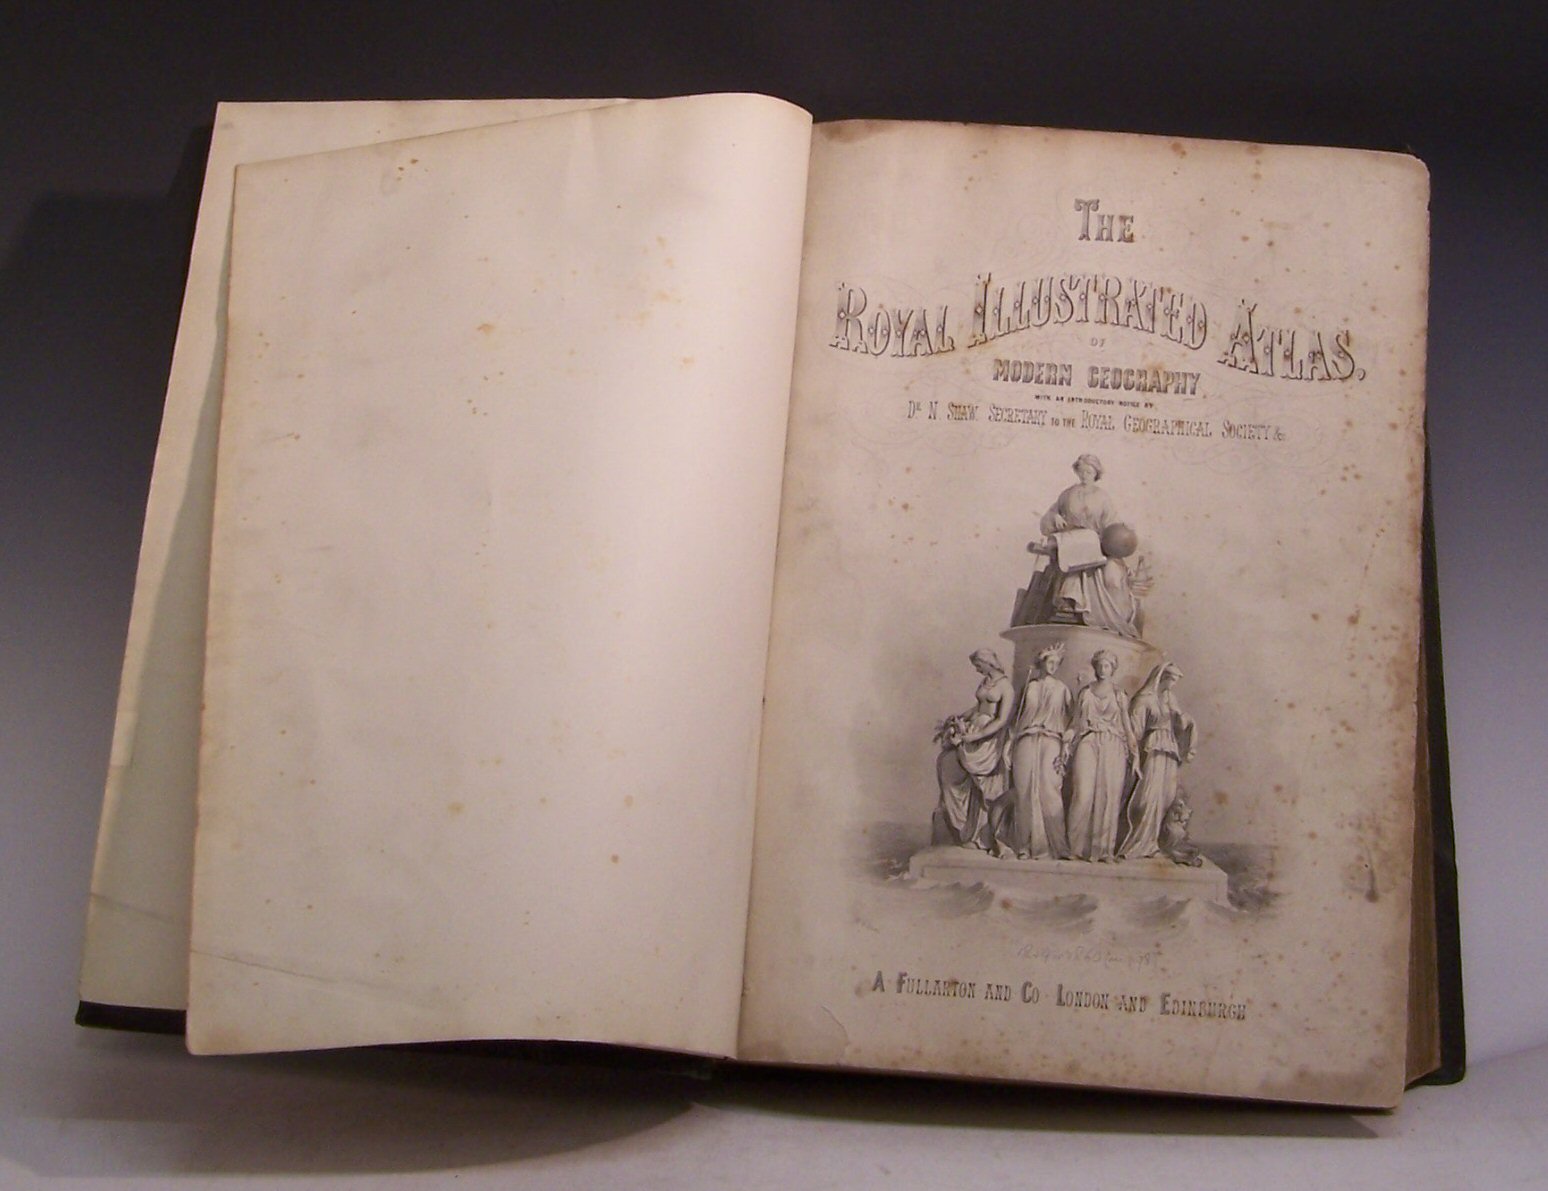 THE
ROYAL ILLUSTRATED ATLAS,
OF
MODERN GEOGRAPHY
WITH AN INTRODUCTORY NOTICE BY
DR. N. SHAW SECRETARY TO THE ROYAL GEOGRAPHICAL SOCIETY &c
A FULLARTON AND CO LONDON AND EDINBURGH